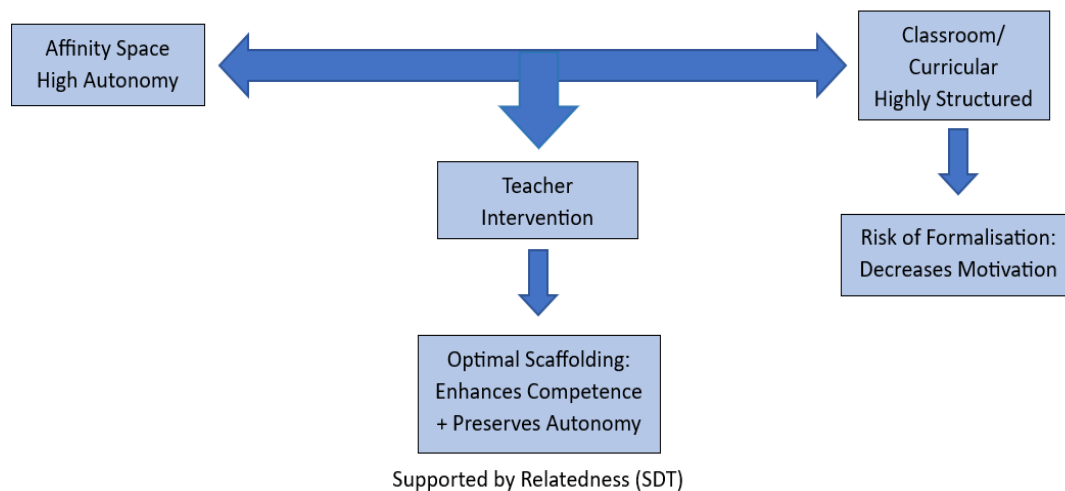 Affinity Space
High Autonomy
Classroom/
Curricular
Highly Structured
Teacher
Intervention
Risk of Formalisation:
Decreases Motivation
Optimal Scaffolding:
Enhances Competence
+ Preserves Autonomy
Supported by Relatedness (SDT)